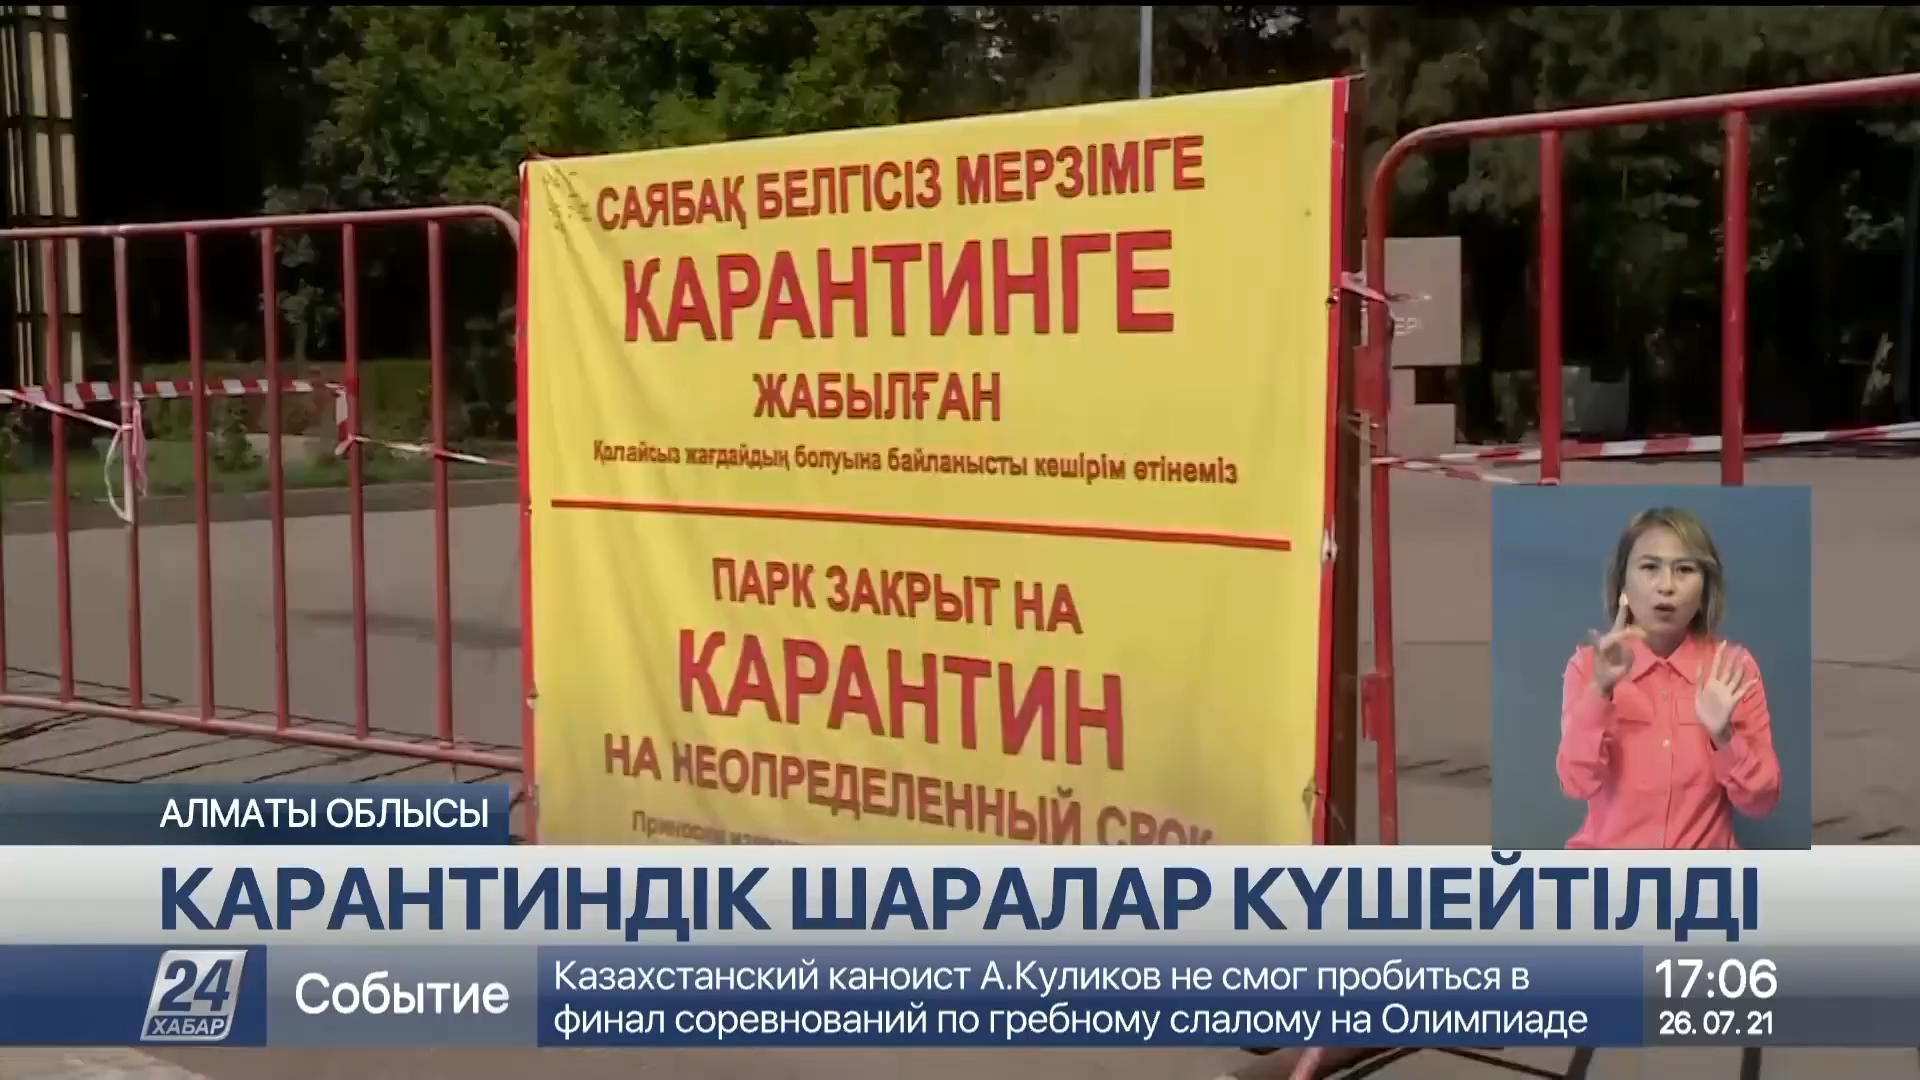 САЯБАҚ БЕЛГІСІЗ МЕРЗІМГЕ
КАРАНТИНГЕ
ЖАБЫЛҒАН
Қолайсыз жағдайдың болуына байланысты кешірім өтінеміз
ПАРК ЗАКРЫТ НА
КАРАНТИН
НА НЕОПРЕДЕЛЕННЫЙ СРОК
Приносим
АЛМАТЫ ОБЛЫСЫ
КАРАНТИНДІК ШАРАЛАР КҮШЕЙТІЛДІ
24
ХАБАР
Событие
Казахстанский каноист А.Куликов не смог пробиться в
финал соревнований по гребному слалому на Олимпиаде
17:06
26. 07. 21